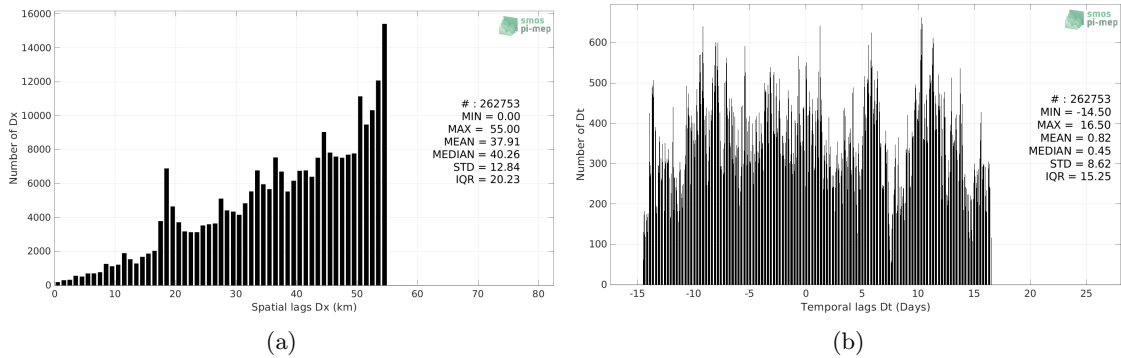 16000
14000
12000
10000
8000
6000
4000
2000
0
Number of Dx
0 10 20 30 40 50 60 70 80
Spatial lags Dx (km)
smos
pi-mep
# : 262753
MIN = 0.00
MAX = 55.00
MEAN = 37.91
MEDIAN = 40.26
STD = 12.84
IQR = 20.23
(a)
600
500
400
300
200
100
0
Number of Dt
-15 -10 -5 0 5 10 15 20 25
Temporal lags Dt (Days)
smos
pi-mep
# : 262753
MIN = -14.50
MAX = 16.50
MEAN = 0.82
MEDIAN = 0.45
STD = 8.62
IQR = 15.25
(b)